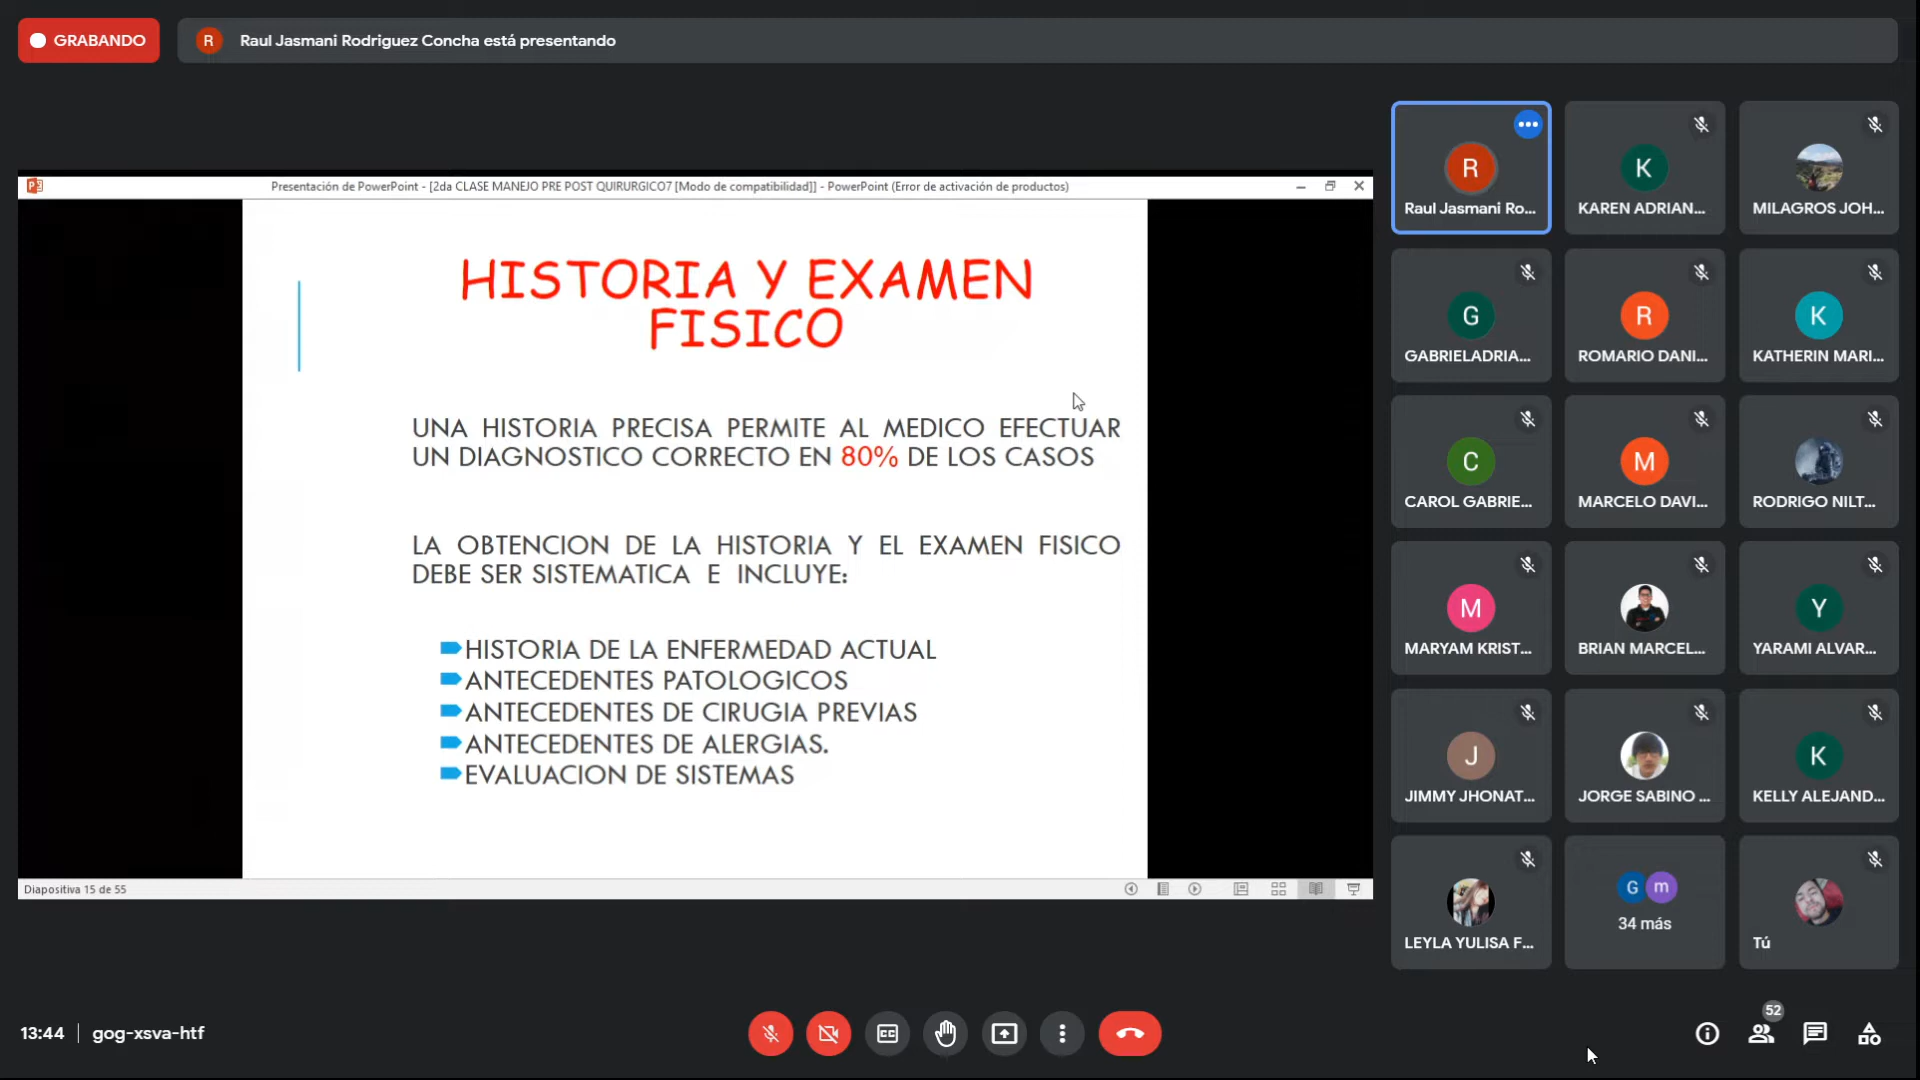 GRABANDO
R
Raul Jasmani Rodriguez Concha está presentando
Presentación de PowerPoint - [2da CLASE MANEJO PRE POST QUIRURGICO7 [Modo de compatibilidad]] - PowerPoint (Error de activación de productos)
HISTORIA Y EXAMEN
FISICO
UNA HISTORIA PRECISA PERMITE AL MEDICO EFECTUAR
UN DIAGNOSTICO CORRECTO EN 80% DE LOS CASOS
LA OBTENCION DE LA HISTORIA Y EL EXAMEN FISICO
DEBE SER SISTEMATICA E INCLUYE:
HISTORIA DE LA ENFERMEDAD ACTUAL
ANTECEDENTES PATOLOGICOS
ANTECEDENTES DE CIRUGIA PREVIAS
ANTECEDENTES DE ALERGIAS.
EVALUACION DE SISTEMAS
Diapositiva 15 de 55
R
Raul Jasmani Ro...
K
KAREN ADRIAN...
MILAGROS JOH...
G
GABRIELADRIA...
R
ROMARIO DANI...
K
KATHERIN MARI...
C
CAROL GABRIE...
M
MARCELO DAVI...
RODRIGO NILT...
M
MARYAM KRIST...
BRIAN MARCEL...
Y
YARAMI ALVAR...
J
JIMMY JHONAT...
JORGE SABINO ...
K
KELLY ALEJAND...
LEYLA YULISA F...
G m
34 más
Tú
13:44 | gog-xsva-htf
CC
52